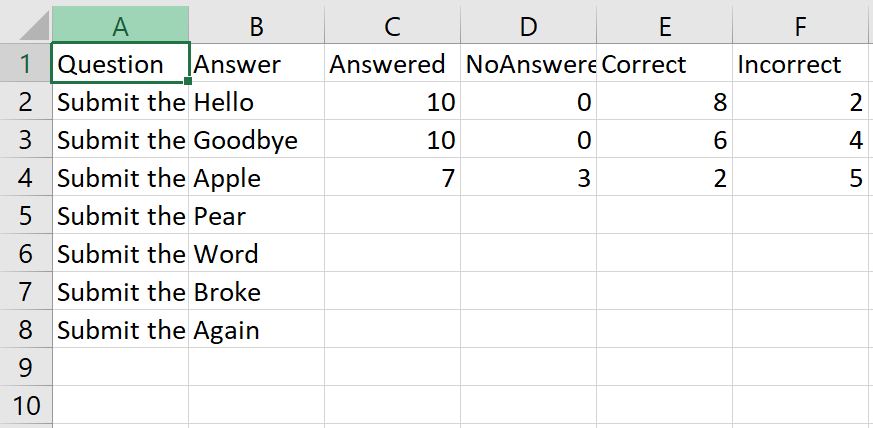 A B C D E F
1 Question Answer Answered NoAnswere Correct Incorrect
2 Submit the Hello 10 0 8 2
3 Submit the Goodbye 10 0 6 4
4 Submit the Apple 7 3 2 5
5 Submit the Pear
6 Submit the Word
7 Submit the Broke
8 Submit the Again
9
10